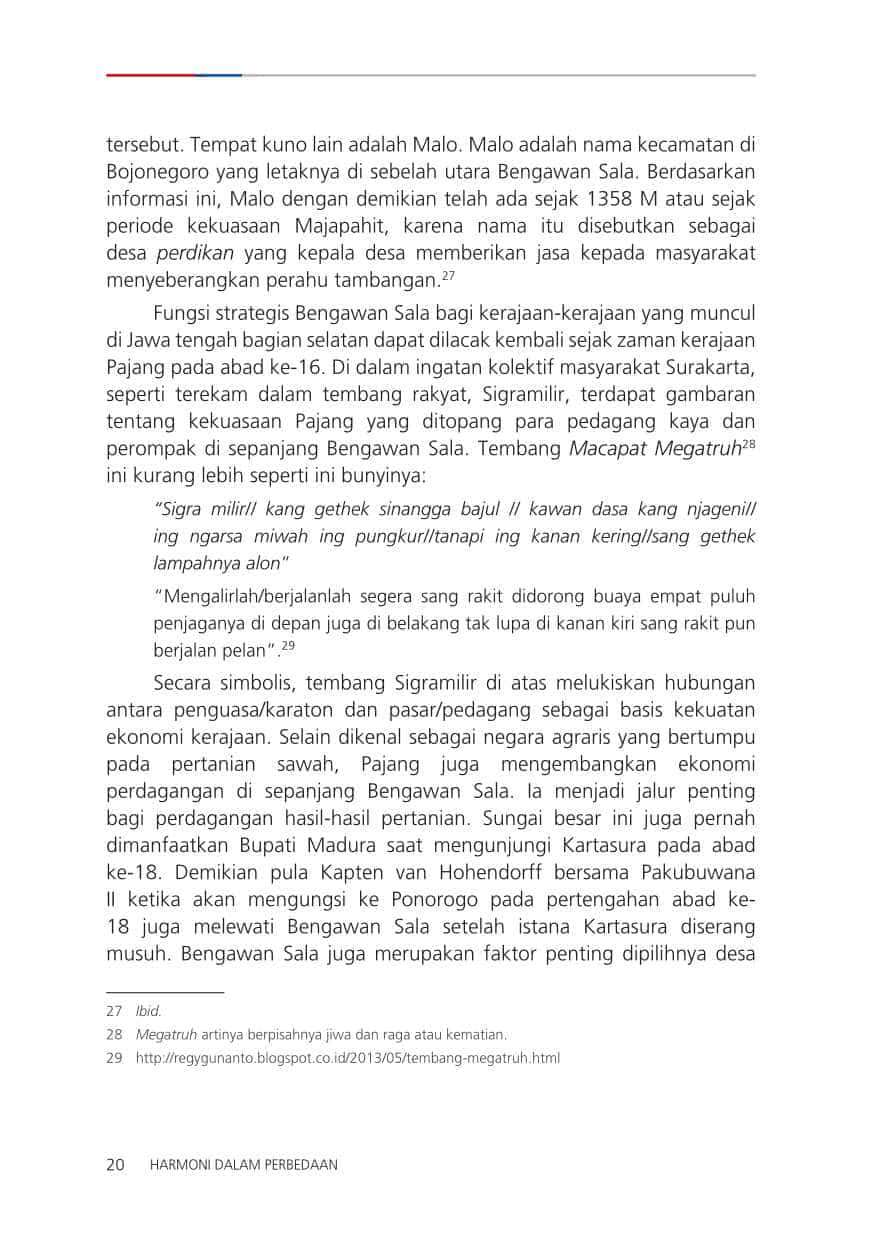 tersebut. Tempat kuno lain adalah Malo. Malo adalah nama kecamatan di
Bojonegoro yang letaknya di sebelah utara Bengawan Sala. Berdasarkan
informasi ini, Malo dengan demikian telah ada sejak 1358 M atau sejak
periode kekuasaan Majapahit, karena nama itu disebutkan sebagai
desa perdikan yang kepala desa memberikan jasa kepada masyarakat
menyeberangkan perahu tambangan.27
Fungsi strategis Bengawan Sala bagi kerajaan-kerajaan yang muncul
di Jawa tengah bagian selatan dapat dilacak kembali sejak zaman kerajaan
Pajang pada abad ke-16. Di dalam ingatan kolektif masyarakat Surakarta,
seperti terekam dalam tembang rakyat, Sigramilir, terdapat gambaran
tentang kekuasaan Pajang yang ditopang para pedagang kaya dan
perompak di sepanjang Bengawan Sala. Tembang Macapat Megatruh28
ini kurang lebih seperti ini bunyinya:
“Sigra milir// kang gethek sinangga bajul // kawan dasa kang njageni//
ing ngarsa miwah ing pungkur//tanapi ing kanan kering//sang gethek
lampahnya alon”
“Mengalirlah/berjalanlah segera sang rakit didorong buaya empat puluh
penjaganya di depan juga di belakang tak lupa di kanan kiri sang rakit pun
berjalan pelan”.29
Secara simbolis, tembang Sigramilir di atas melukiskan hubungan
antara penguasa/karaton dan pasar/pedagang sebagai basis kekuatan
ekonomi kerajaan. Selain dikenal sebagai negara agraris yang bertumpu
pada pertanian sawah, Pajang juga mengembangkan ekonomi
perdagangan di sepanjang Bengawan Sala. Ia menjadi jalur penting
bagi perdagangan hasil-hasil pertanian. Sungai besar ini juga pernah
dimanfaatkan Bupati Madura saat mengunjungi Kartasura pada abad
ke-18. Demikian pula Kapten van Hohendorff bersama Pakubuwana
II ketika akan mengungsi ke Ponorogo pada pertengahan abad ke-
18 juga melewati Bengawan Sala setelah istana Kartasura diserang
musuh. Bengawan Sala juga merupakan faktor penting dipilihnya desa
27 Ibid.
28 Megatruh artinya berpisahnya jiwa dan raga atau kematian.
29 http://regygunanto.blogspot.co.id/2013/05/tembang-megatruh.html
20 HARMONI DALAM PERBEDAAN